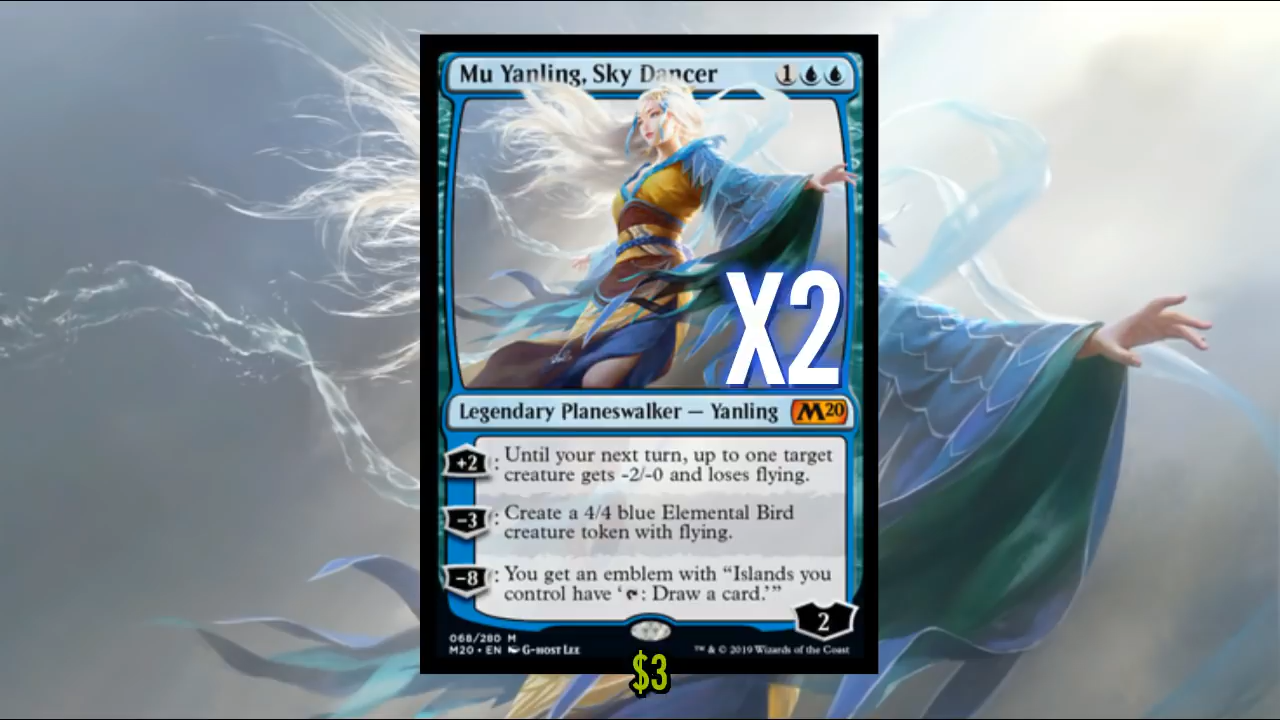 Mu Yanling, Sky Dancer 1
X2
Legendary Planeswalker — Yanling M20
+2: Until your next turn, up to one target
creature gets -2/-0 and loses flying.
-3: Create a 4/4 blue Elemental Bird
creature token with flying.
-8: You get an emblem with “Islands you
control have ‘: Draw a card.’”
2
068/280 M
M20 • EN G-host Lee
™ & © 2019 Wizards of the Coast
$3